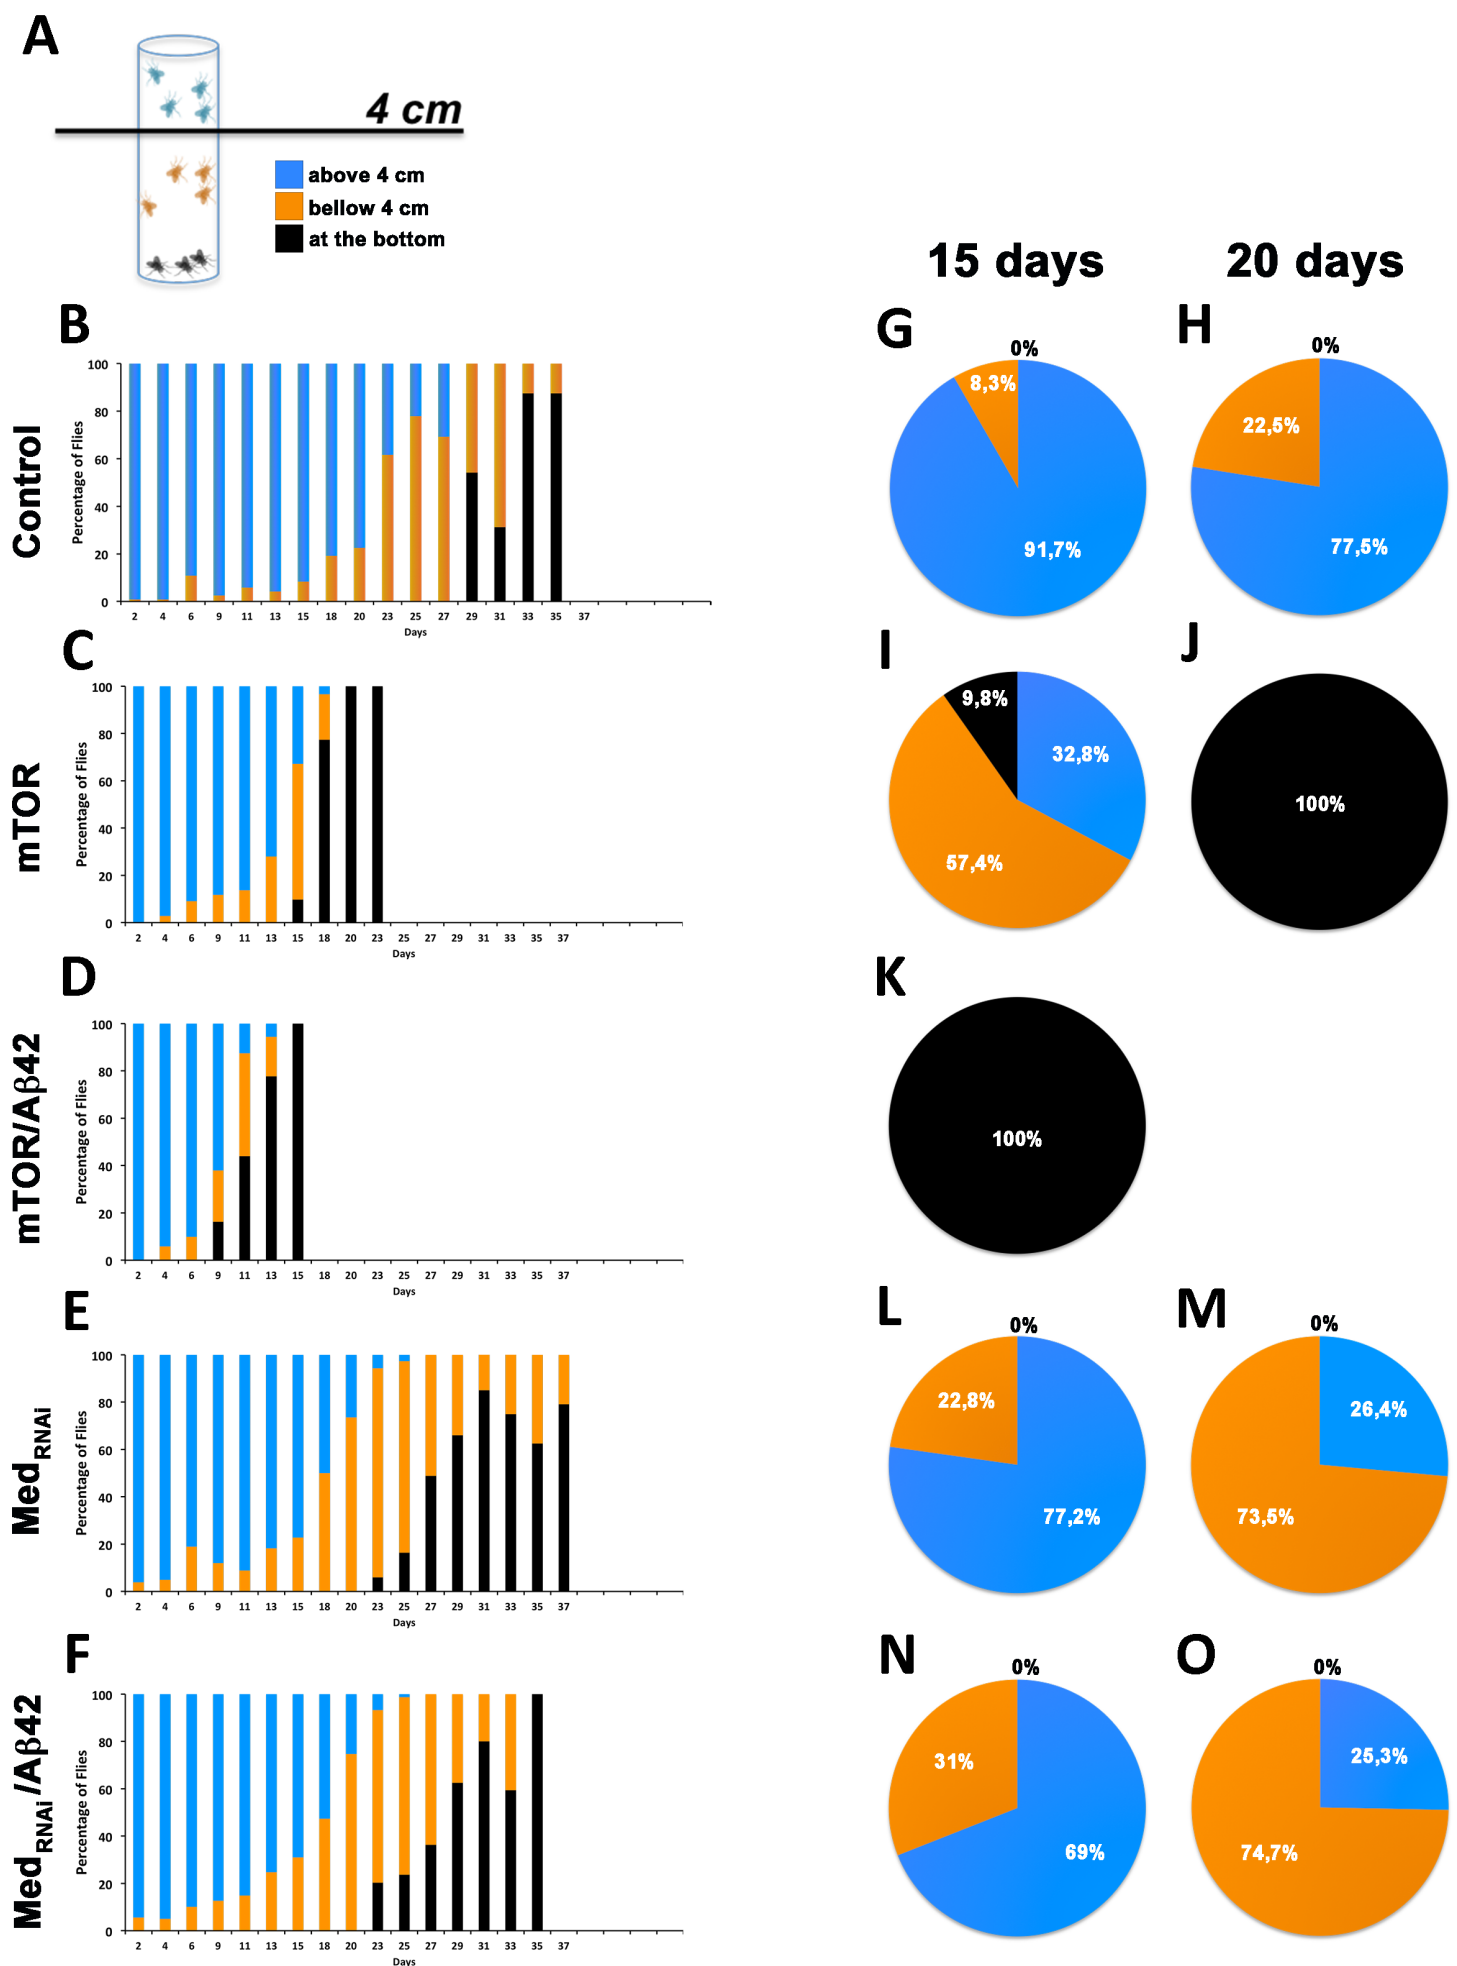 A
4 cm
above 4 cm
bellow 4 cm
at the bottom
15 days
20 days
B
Control
Percentage of Flies
100
80
60
40
20
0
2 4 6 9 11 13 15 18 20 23 25 27 29 31 33 35 37
Days
G
0%
8,3%
91,7%
H
0%
22,5%
77,5%
C
mTOR
Percentage of Flies
100
80
60
40
20
0
2 4 6 9 11 13 15 18 20 23 25 27 29 31 33 35 37
Days
I
9,8%
32,8%
57,4%
J
100%
D
mTOR/Aβ42
Percentage of Flies
100
80
60
40
20
0
2 4 6 9 11 13 15 18 20 23 25 27 29 31 33 35 37
Days
K
100%
E
MedRNAi
Percentage of Flies
100
80
60
40
20
0
2 4 6 9 11 13 15 18 20 23 25 27 29 31 33 35 37
Days
L
0%
22,8%
77,2%
M
0%
26,4%
73,5%
F
MedRNAi/Aβ42
Percentage of Flies
100
80
60
40
20
0
2 4 6 9 11 13 15 18 20 23 25 27 29 31 33 35 37
Days
N
0%
31%
69%
O
0%
25,3%
74,7%